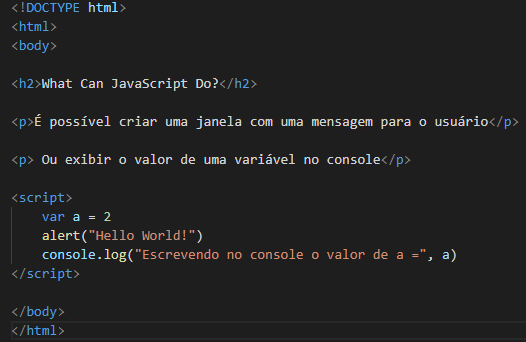 <!DOCTYPE html>
<html>
<body>
<h2>What Can JavaScript Do?</h2>
<p>É possível criar uma janela com uma mensagem para o usuário</p>
<p> Ou exibir o valor de uma variável no console</p>
<script>
var a = 2
alert("Hello World!")
console.log("Escrevendo no console o valor de a =", a)
</script>
</body>
</html>